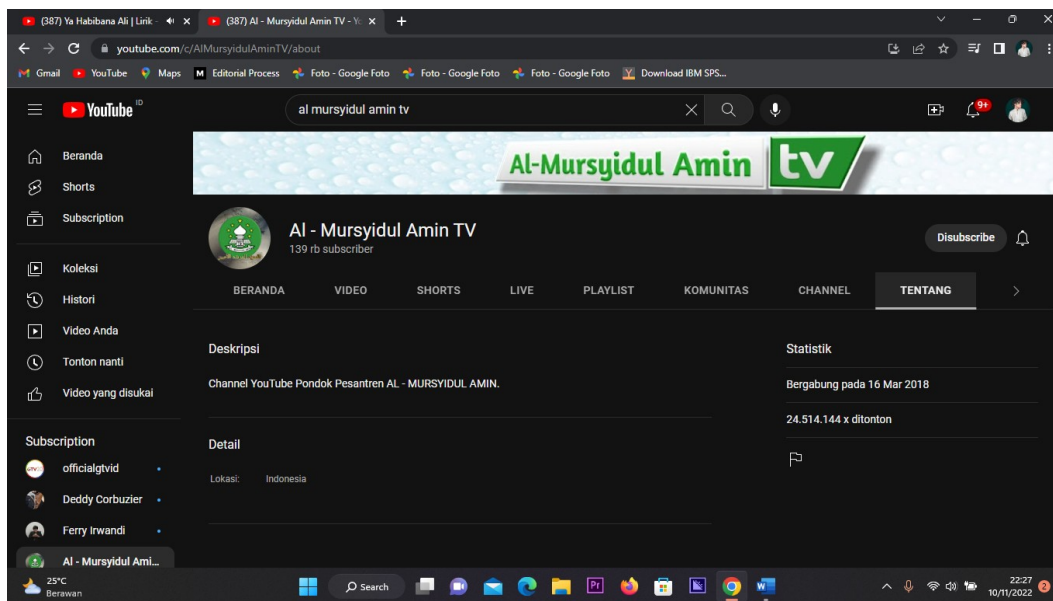 (387) Ya Habibana Ali | Lirik -
(387) Al - Mursyidul Amin TV - Yo
youtube.com/c/AlMursyidulAminTV/about
Gmail YouTube Maps Editorial Process Foto - Google Foto Foto - Google Foto Foto - Google Foto Download IBM SPS...
YouTube ID
al mursyidul amin tv
9+
Beranda
Shorts
Subscription
Koleksi
Histori
Video Anda
Tonton nanti
Video yang disukai
Subscription
officialgtvid
Deddy Corbuzier
Ferry Irwandi
Al - Mursyidul Ami...
Al-Mursyidul Amin tv
Al - Mursyidul Amin TV
139 rb subscriber
Disubscribe
BERANDA VIDEO SHORTS LIVE PLAYLIST KOMUNITAS CHANNEL TENTANG
Deskripsi
Channel YouTube Pondok Pesantren AL - MURSYIDUL AMIN.
Detail
Lokasi: Indonesia
Statistik
Bergabung pada 16 Mar 2018
24.514.144 x ditonton
25°C
Berawan
Search
Pr
22:27
10/11/2022
2